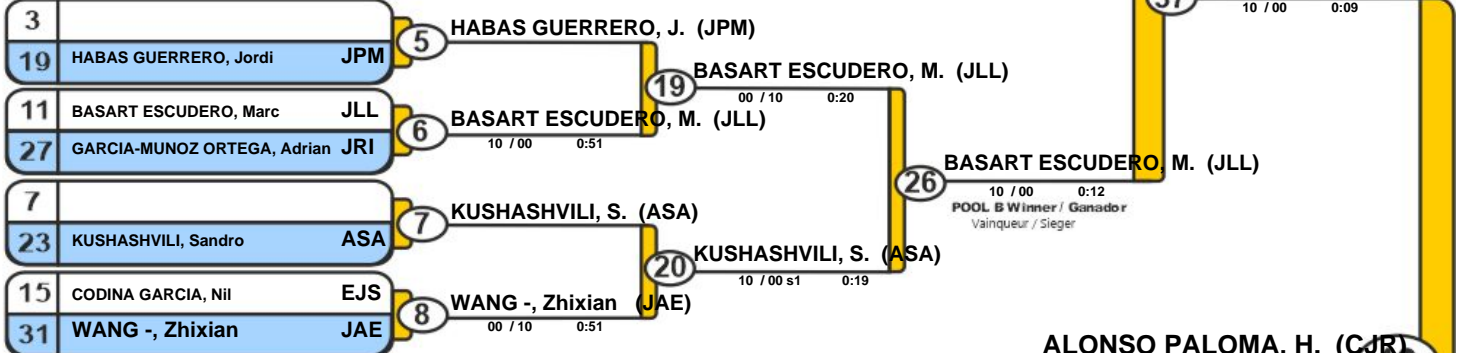 37
10 / 00 0:09
3
19 HABAS GUERRERO, Jordi JPM
5 HABAS GUERRERO, J. (JPM)
19 BASART ESCUDERO, M. (JLL)
00 / 10 0:20
11 BASART ESCUDERO, Marc JLL
27 GARCIA-MUNOZ ORTEGA, Adrian JRI
6 BASART ESCUDERO, M. (JLL)
10 / 00 0:51
26 BASART ESCUDERO, M. (JLL)
10 / 00 0:12
POOL B Winner / Ganador
Vainqueur / Sieger
7
23 KUSHASHVILI, Sandro ASA
7 KUSHASHVILI, S. (ASA)
20 KUSHASHVILI, S. (ASA)
10 / 00 s1 0:19
15 CODINA GARCIA, Nil EJS
31 WANG -, Zhixian JAE
8 WANG -, Zhixian (JAE)
00 / 10 0:51
ALONSO PALOMA, H. (CJR)